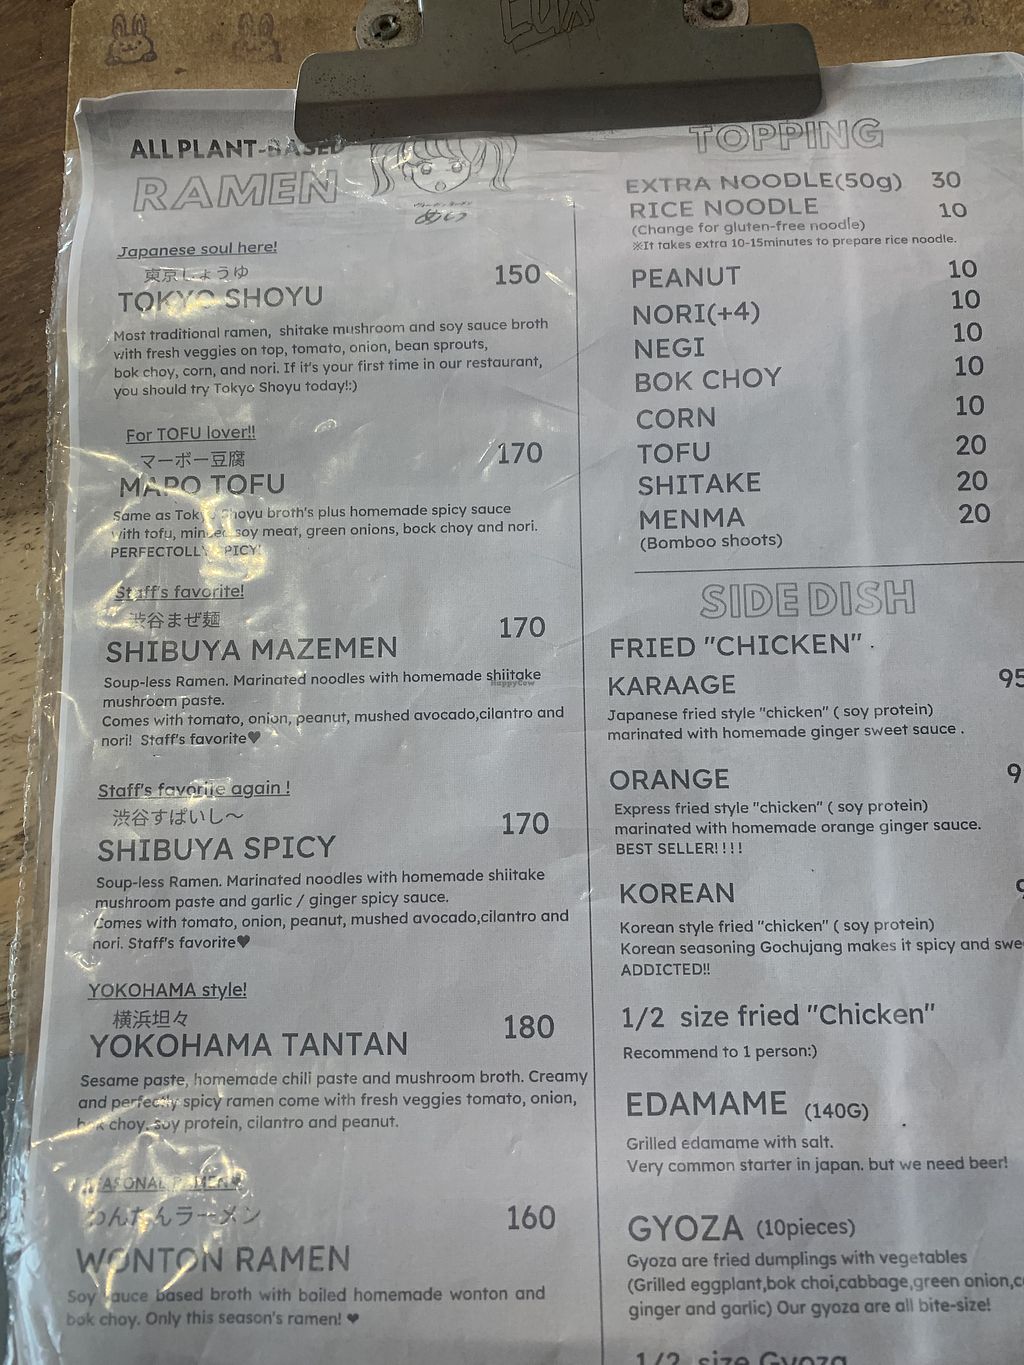 ALL PLANT-BASED
RAMEN
めい
Japanese soul here!
東京しょうゆ
TOKYO SHOYU 150
Most traditional ramen, shitake mushroom and soy sauce broth
with fresh veggies on top, tomato, onion, bean sprouts,
bok choy, corn, and nori. If it's your first time in our restaurant,
you should try Tokyo Shoyu today!:)
For TOFU lover!!
マーボー豆腐
MAPO TOFU 170
Same as Tokyo Shoyu broth's plus homemade spicy sauce
with tofu, minced soy meat, green onions, bock choy and nori.
PERFECTOLLY SPICY!
Staff's favorite!
渋谷まぜ麺
SHIBUYA MAZEMEN 170
Soup-less Ramen. Marinated noodles with homemade shiitake
mushroom paste.
Comes with tomato, onion, peanut, mushed avocado,cilantro and
nori! Staff's favorite♥
Staff's favorite again !
渋谷すぱいし～
SHIBUYA SPICY 170
Soup-less Ramen. Marinated noodles with homemade shiitake
mushroom paste and garlic / ginger spicy sauce.
Comes with tomato, onion, peanut, mushed avocado,cilantro and
nori. Staff's favorite♥
YOKOHAMA style!
横浜坦々
YOKOHAMA TANTAN 180
Sesame paste, homemade chili paste and mushroom broth. Creamy
and perfectly spicy ramen come with fresh veggies tomato, onion,
bok choy, soy protein, cilantro and peanut.
SEASONAL RAMEN
わんたんラーメン
WONTON RAMEN 160
Soy sauce based broth with boiled homemade wonton and
bok choy. Only this season's ramen! ♥
TOPPING
EXTRA NOODLE(50g) 30
RICE NOODLE 10
(Change for gluten-free noodle)
※It takes extra 10-15minutes to prepare rice noodle.
PEANUT 10
NORI(+4) 10
NEGI 10
BOK CHOY 10
CORN 10
TOFU 20
SHITAKE 20
MENMA 20
(Bomboo shoots)
SIDE DISH
FRIED "CHICKEN" .
KARAAGE 95
Japanese fried style "chicken" ( soy protein)
marinated with homemade ginger sweet sauce .
ORANGE 9
Express fried style "chicken" ( soy protein)
marinated with homemade orange ginger sauce.
BEST SELLER!!!!
KOREAN
Korean style fried "chicken" ( soy protein)
Korean seasoning Gochujang makes it spicy and swe
ADDICTED!!
1/2 size fried "Chicken"
Recommend to 1 person:)
EDAMAME (140G)
Grilled edamame with salt.
Very common starter in japan. but we need beer!
GYOZA (10pieces)
Gyoza are fried dumplings with vegetables
(Grilled eggplant,bok choi,cabbage,green onion,c
ginger and garlic) Our gyoza are all bite-size!
1/2 size Gyoza
HappyCow